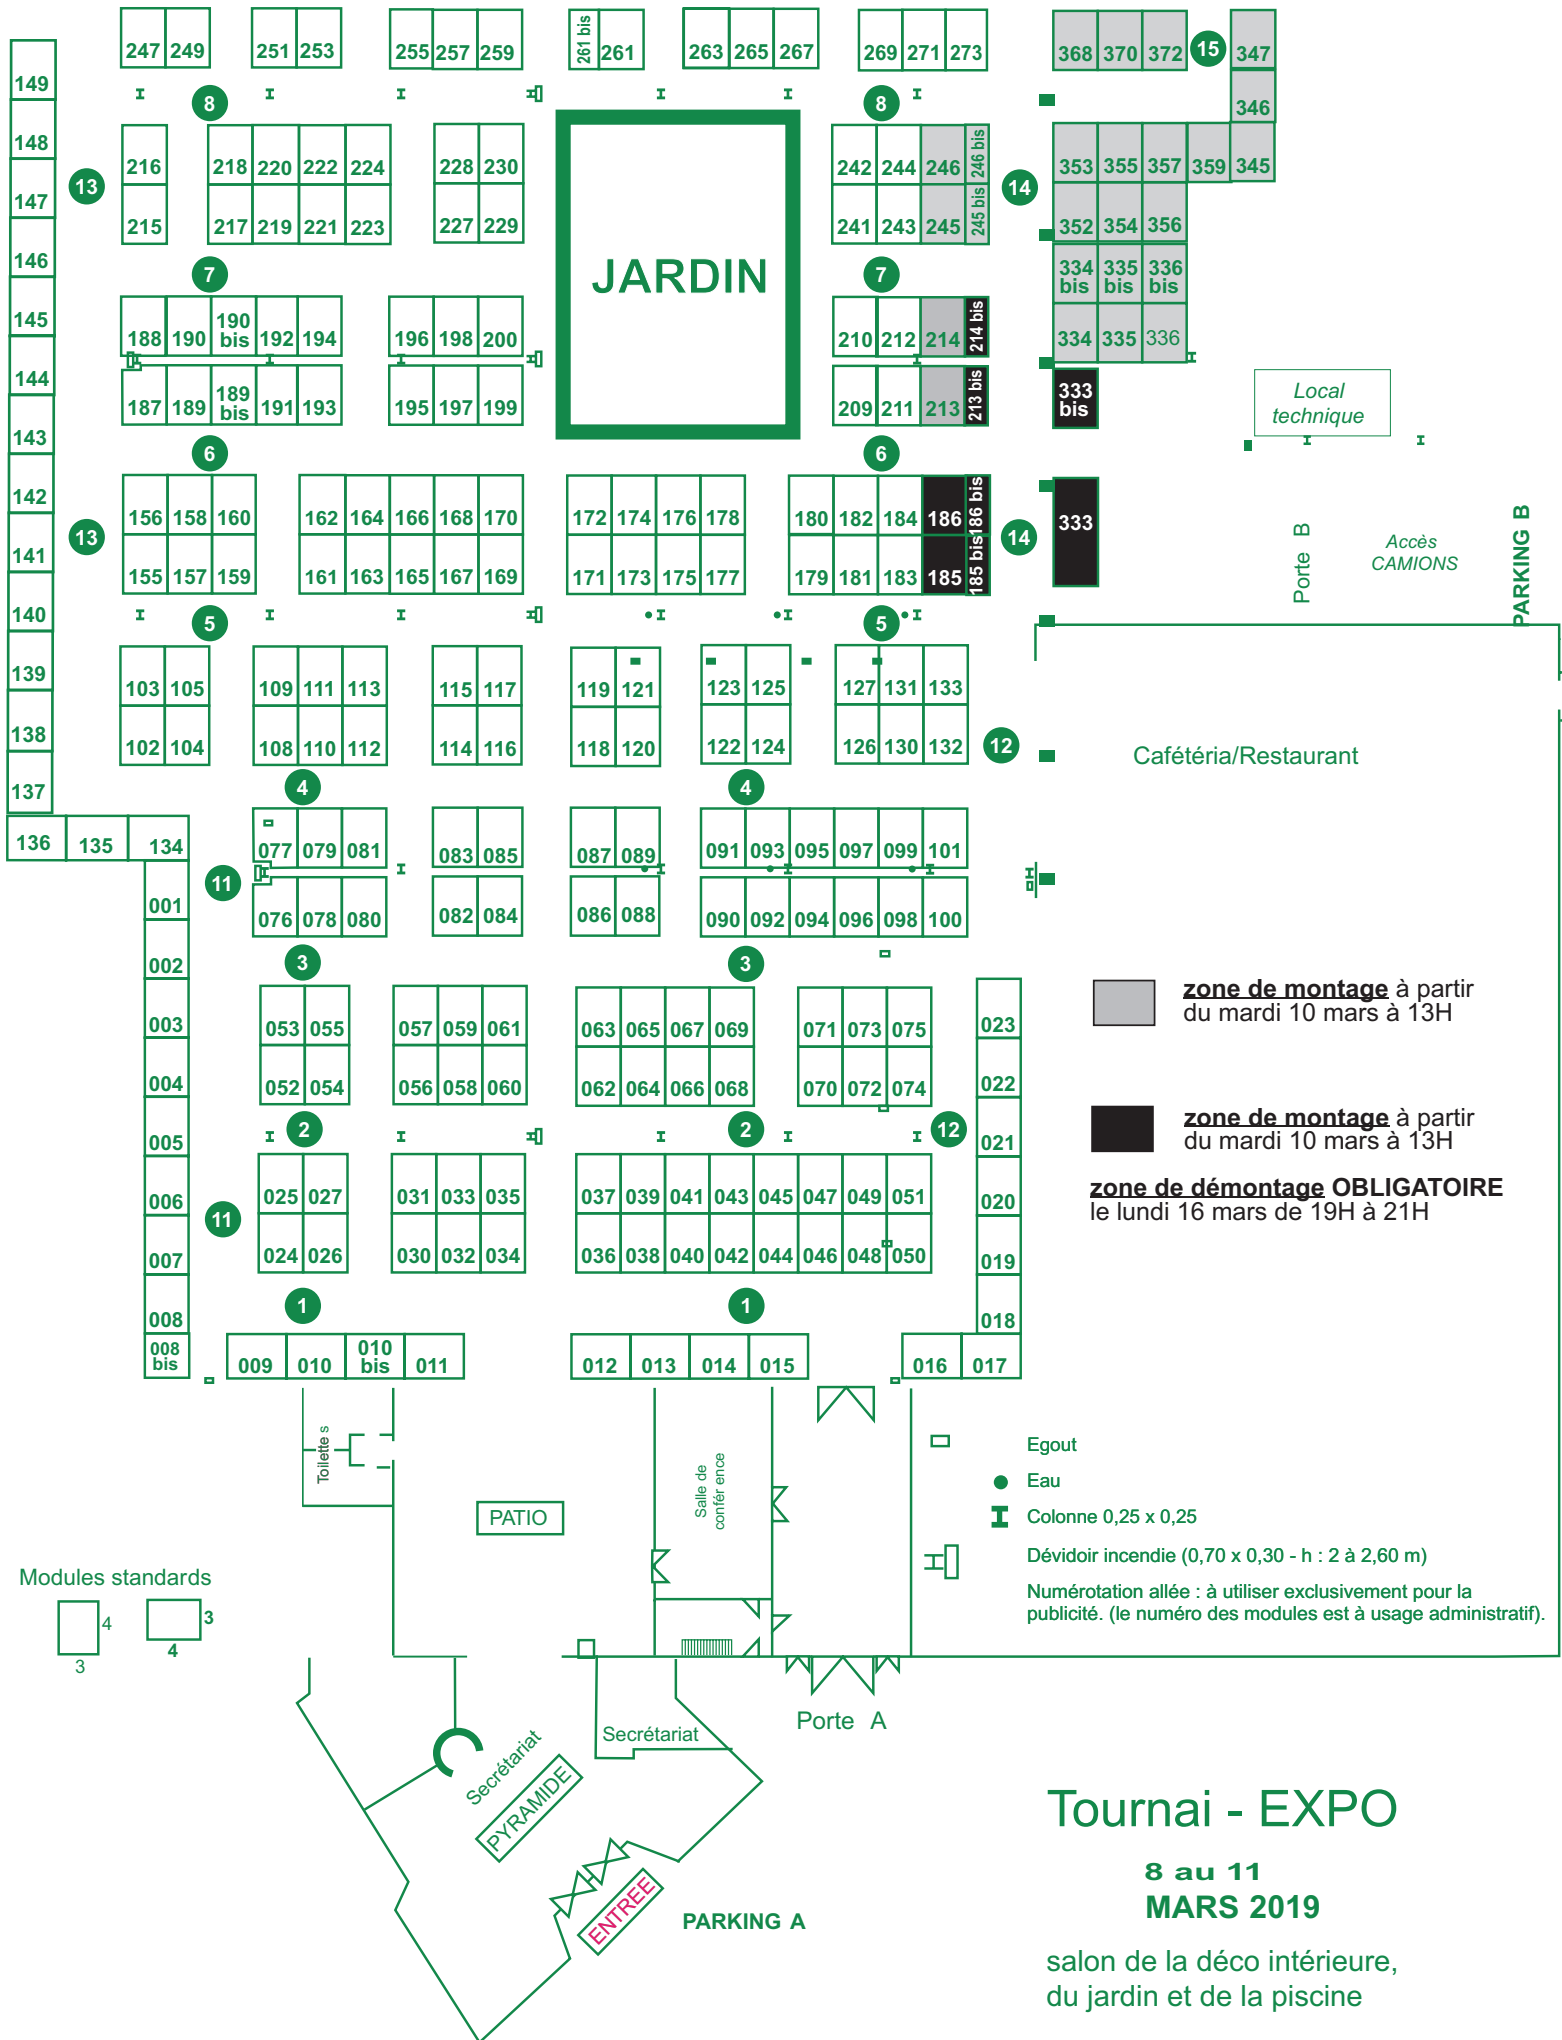 247 249 251 253 255 257 259 261 bis 261 263 265 267 269 271 273 368 370 372 15 347
149
8 8 346
148 216 218 220 222 224 228 230 242 244 246 246 bis 353 355 357 359 345
13 14
147 215 217 219 221 223 227 229 241 243 245 245 bis 352 354 356
146
7 JARDIN 7 334 bis 335 bis 336 bis
145 188 190 190 bis 192 194 196 198 200 210 212 214 214 bis 334 335 336
144 187 189 189 bis 191 193 195 197 199 209 211 213 213 bis 333 bis
Local
technique
143
6 6
142 156 158 160 162 164 166 168 170 172 174 176 178 180 182 184 186 186 bis 333
13 14
Porte B
Accès
CAMIONS
PARKING B
141 155 157 159 161 163 165 167 169 171 173 175 177 179 181 183 185 185 bis
140
5 5
139 103 105 109 111 113 115 117 119 121 123 125 127 131 133
138 102 104 108 110 112 114 116 118 120 122 124 126 130 132 12
Cafétéria/Restaurant
137
4 4
136 135 134 077 079 081 083 085 087 089 091 093 095 097 099 101
11
001 076 078 080 082 084 086 088 090 092 094 096 098 100
002
3 3
003 053 055 057 059 061 063 065 067 069 071 073 075 023
004 052 054 056 058 060 062 064 066 068 070 072 074 022
zone de montage à partir
du mardi 10 mars à 13H
005 2 2 12 021
zone de montage à partir
du mardi 10 mars à 13H
006 025 027 031 033 035 037 039 041 043 045 047 049 051 020
zone de démontage OBLIGATOIRE
le lundi 16 mars de 19H à 21H
11
007 024 026 030 032 034 036 038 040 042 044 046 048 050 019
008 1 1 018
008 bis 009 010 010 bis 011 012 013 014 015 016 017
Toilette s
Salle de
confér ence
PATIO
Egout
Eau
Colonne 0,25 x 0,25
Dévidoir incendie (0,70 x 0,30 - h : 2 à 2,60 m)
Numérotation allée : à utiliser exclusivement pour la
publicité. (le numéro des modules est à usage administratif).
Modules standards
4 3
3 4
Porte A
Secrétariat
Secrétariat
PYRAMIDE
ENTREE
PARKING A
Tournai - EXPO
8 au 11
MARS 2019
salon de la déco intérieure,
du jardin et de la piscine